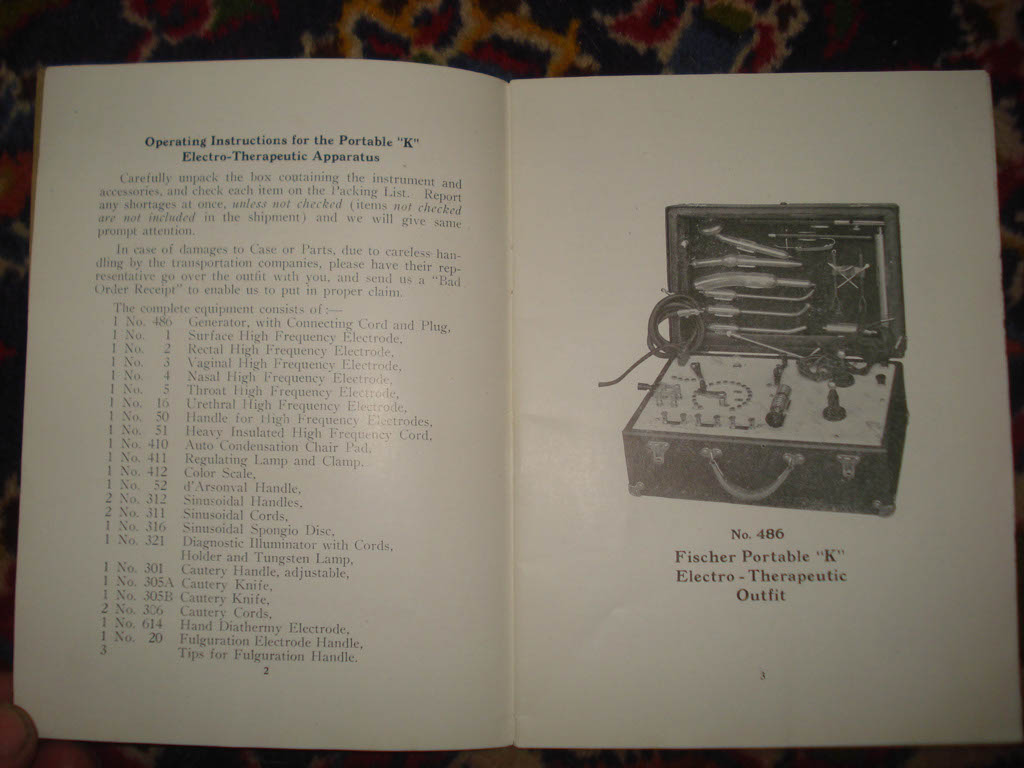 Operating Instructions for the Portable "K"
Electro-Therapeutic Apparatus
Carefully unpack the box containing the instrument and
accessories, and check each item on the Packing List. Report
any shortages at once, unless not checked (items not checked
are not included in the shipment) and we will give same
prompt attention.
In case of damages to Case or Parts, due to careless han-
dling by the transportation companies, please have their rep-
resentative go over the outfit with you, and send us a "Bad
Order Receipt" to enable us to put in proper claim.
The complete equipment consists of:—
1 No. 486 Generator, with Connecting Cord and Plug,
1 No. 1 Surface High Frequency Electrode,
1 No. 2 Rectal High Frequency Electrode,
1 No. 3 Vaginal High Frequency Electrode,
1 No. 4 Nasal High Frequency Electrode,
1 No. 5 Throat High Frequency Electrode,
1 No. 16 Urethral High Frequency Electrode,
1 No. 50 Handle for High Frequency Electrodes,
1 No. 51 Heavy Insulated High Frequency Cord,
1 No. 410 Auto Condensation Chair Pad,
1 No. 411 Regulating Lamp and Clamp.
1 No. 412 Color Scale,
1 No. 52 d'Arsonval Handle,
2 No. 312 Sinusoidal Handles,
2 No. 311 Sinusoidal Cords,
1 No. 316 Sinusoidal Spongio Disc,
1 No. 321 Diagnostic Illuminator with Cords,
Holder and Tungsten Lamp,
1 No. 301 Cautery Handle, adjustable,
1 No. 305A Cautery Knife,
1 No. 305B Cautery Knife,
2 No. 306 Cautery Cords,
1 No. 614 Hand Diathermy Electrode,
1 No. 20 Fulguration Electrode Handle,
3 Tips for Fulguration Handle.
2
No. 486
Fischer Portable "K"
Electro-Therapeutic
Outfit
3